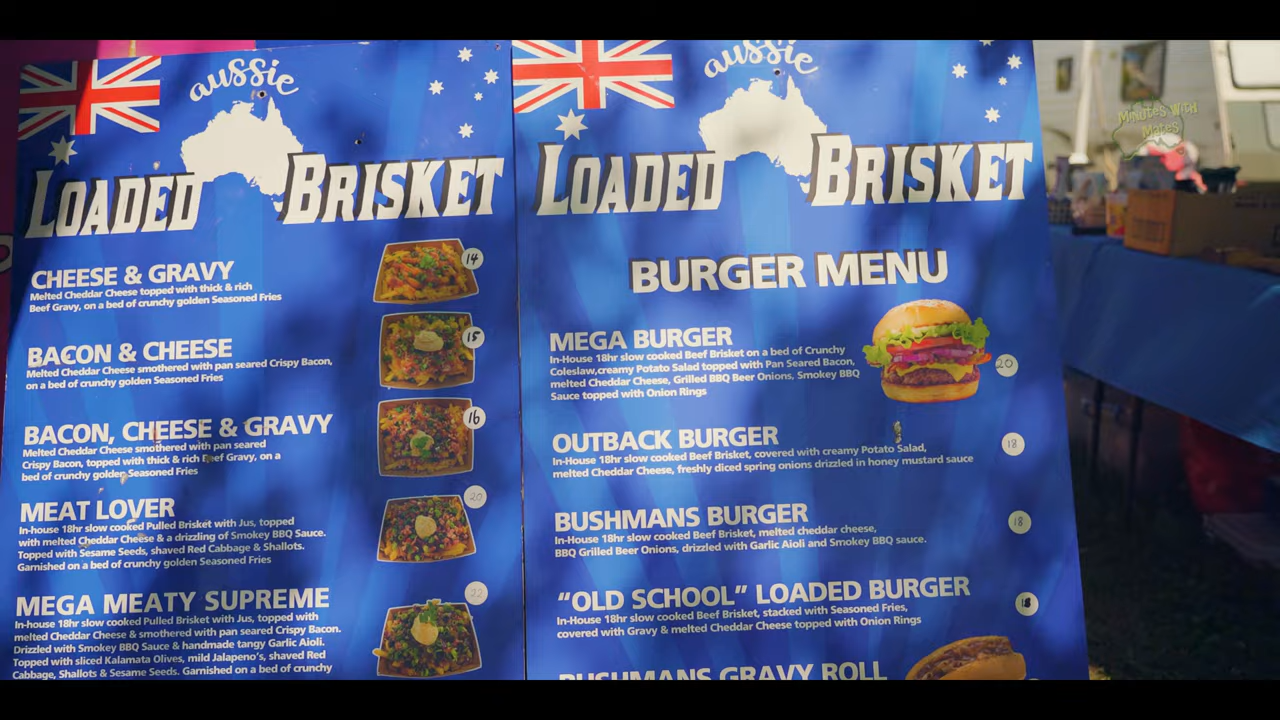 aussie
LOADED BRISKET
CHEESE & GRAVY
14
Melted Cheddar Cheese topped with thick & rich
Beef Gravy, on a bed of crunchy golden Seasoned Fries
BACON & CHEESE
15
Melted Cheddar Cheese smothered with pan seared Crispy Bacon,
on a bed of crunchy golden Seasoned Fries
BACON, CHEESE & GRAVY
16
Melted Cheddar Cheese smothered with pan seared
Crispy Bacon, topped with thick & rich Beef Gravy, on a
bed of crunchy golden Seasoned Fries
MEAT LOVER
20
In-house 18hr slow cooked Pulled Brisket with Jus, topped
with melted Cheddar Cheese & a drizzling of Smokey BBQ Sauce.
Topped with Sesame Seeds, shaved Red Cabbage & Shallots.
Garnished on a bed of crunchy golden Seasoned Fries
MEGA MEATY SUPREME
22
In-house 18hr slow cooked Pulled Brisket with Jus, topped with
melted Cheddar Cheese & smothered with pan seared Crispy Bacon.
Drizzled with Smokey BBQ Sauce & handmade tangy Garlic Aioli.
Topped with sliced Kalamata Olives, mild Jalapeno's, shaved Red
Cabbage, Shallots & Sesame Seeds. Garnished on a bed of crunchy
aussie
LOADED BRISKET
BURGER MENU
MEGA BURGER
In-House 18hr slow cooked Beef Brisket on a bed of Crunchy
Coleslaw,creamy Potato Salad topped with Pan Seared Bacon,
melted Cheddar Cheese, Grilled BBQ Beer Onions, Smokey BBQ
Sauce topped with Onion Rings
20
OUTBACK BURGER
In-House 18hr slow cooked Beef Brisket, covered with creamy Potato Salad,
melted Cheddar Cheese, freshly diced spring onions drizzled in honey mustard sauce
18
BUSHMANS BURGER
In-House 18hr slow cooked Beef Brisket, melted cheddar cheese,
BBQ Grilled Beer Onions, drizzled with Garlic Aioli and Smokey BBQ sauce.
18
"OLD SCHOOL" LOADED BURGER
In-House 18hr slow cooked Beef Brisket, stacked with Seasoned Fries,
covered with Gravy & melted Cheddar Cheese topped with Onion Rings
18
BUSHMANS GRAVY ROLL
Minutes With
Mates